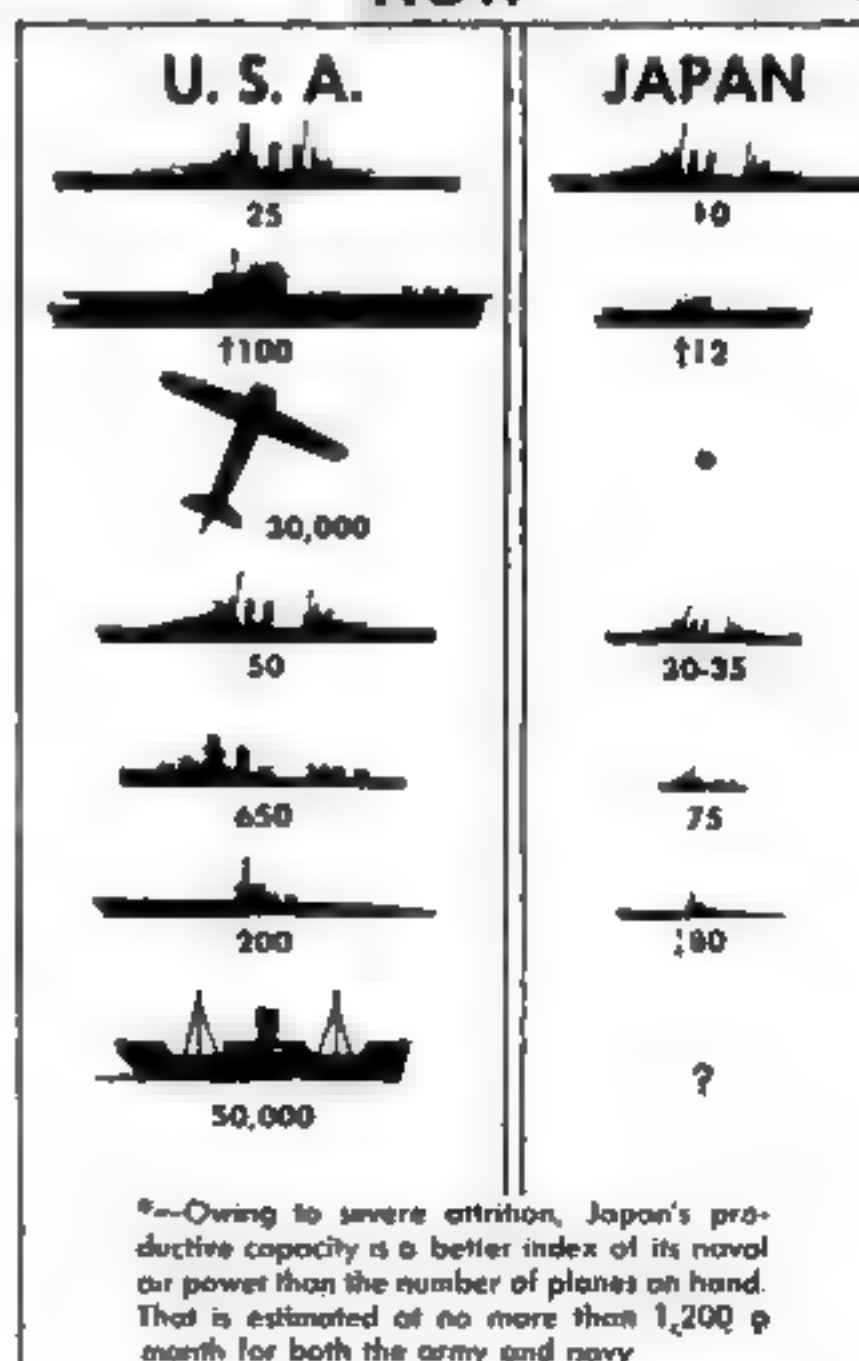 U. S. A.
JAPAN
25
10
†100
‡12
30,000
50
20-35
650
75
200
‡80
50,000
?
*—Owing to severe attrition, Japan's pro-
ductive capacity is a better index of its naval
air power than the number of planes on hand.
That is estimated at no more than 1,200 a
month for both the army and navy